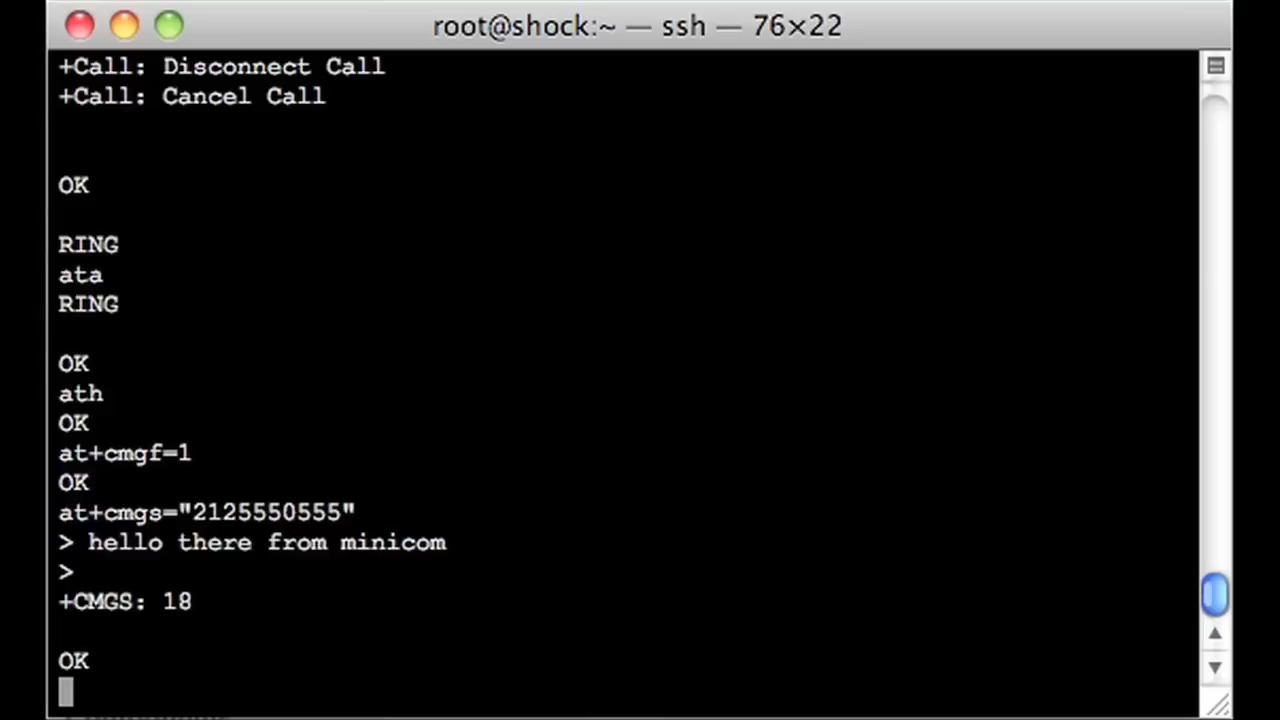 root@shock:~ — ssh — 76×22
+Call: Disconnect Call
+Call: Cancel Call
OK
RING
ata
RING
OK
ath
OK
at+cmgf=1
OK
at+cmgs="2125550555"
> hello there from minicom
>
+CMGS: 18
OK